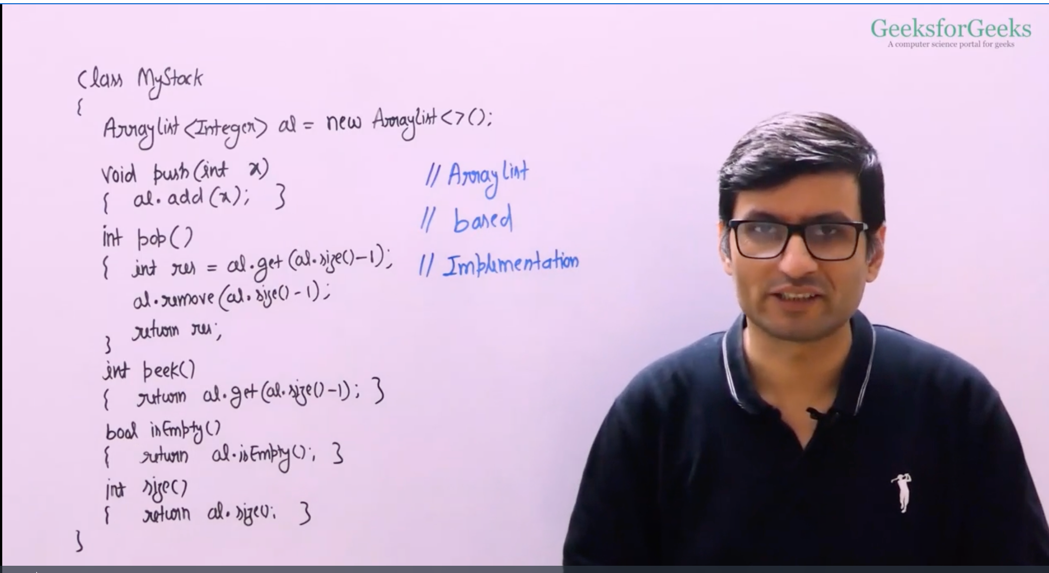 GeeksforGeeks
A computer science portal for geeks
Class MyStack
{
ArrayList <Integer> al = new ArrayList <>();
void push (int x)
{ al.add (x); }
int pop()
{ int res = al.get (al.size()-1);
al.remove (al.size()-1);
return res;
}
int peek()
{ return al.get (al.size()-1); }
bool isEmpty()
{ return al.isEmpty(); }
int size()
{ return al.size(); }
}
// ArrayList
// based
// Implementation